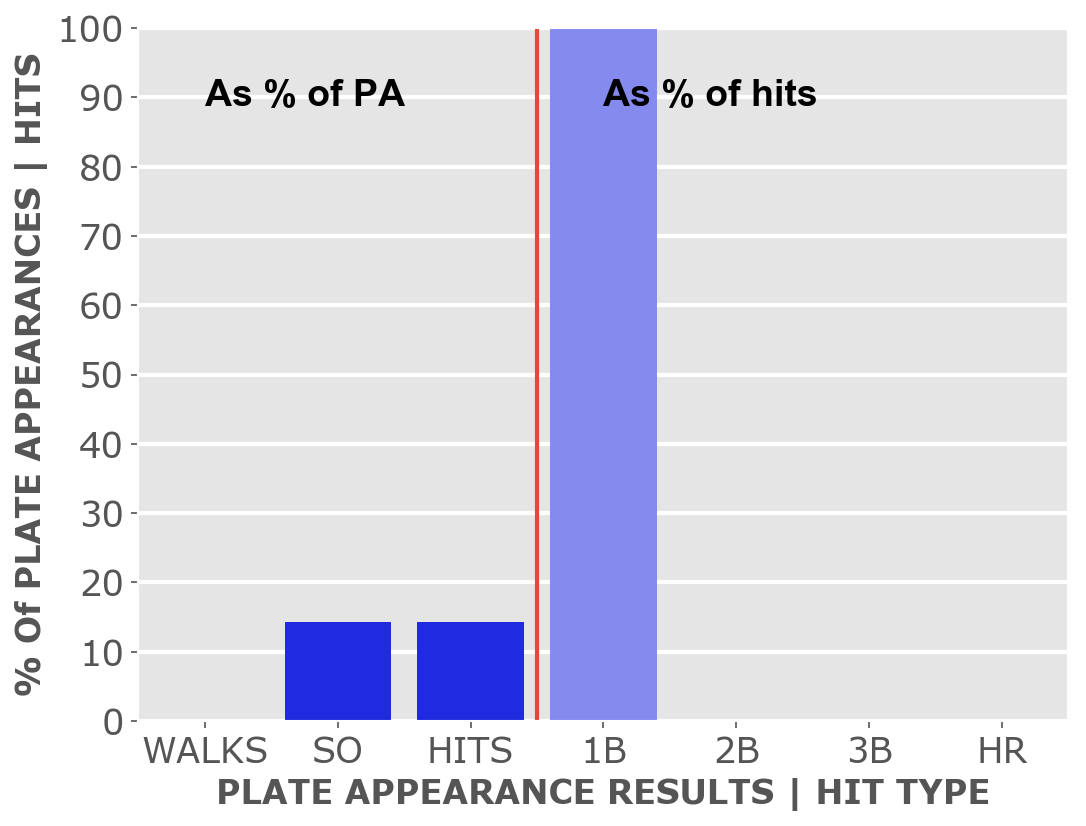 % Of PLATE APPEARANCES | HITS
100
90
80
70
60
50
40
30
20
10
0
As % of PA
As % of hits
WALKS SO HITS 1B 2B 3B HR
PLATE APPEARANCE RESULTS | HIT TYPE